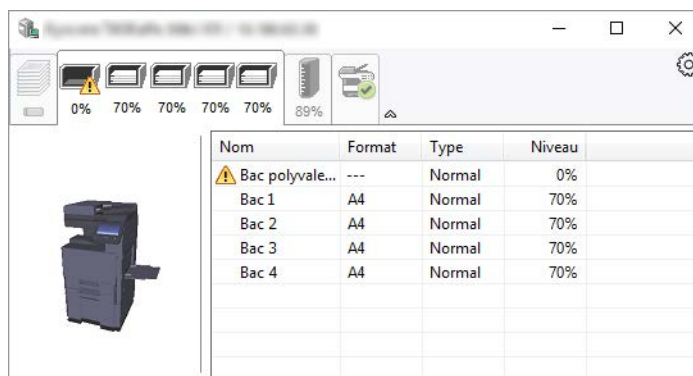 0% 70% 70% 70% 70% 89%
Nom Format Type Niveau
Bac polyvale... --- Normal 0%
Bac 1 A4 Normal 70%
Bac 2 A4 Normal 70%
Bac 3 A4 Normal 70%
Bac 4 A4 Normal 70%